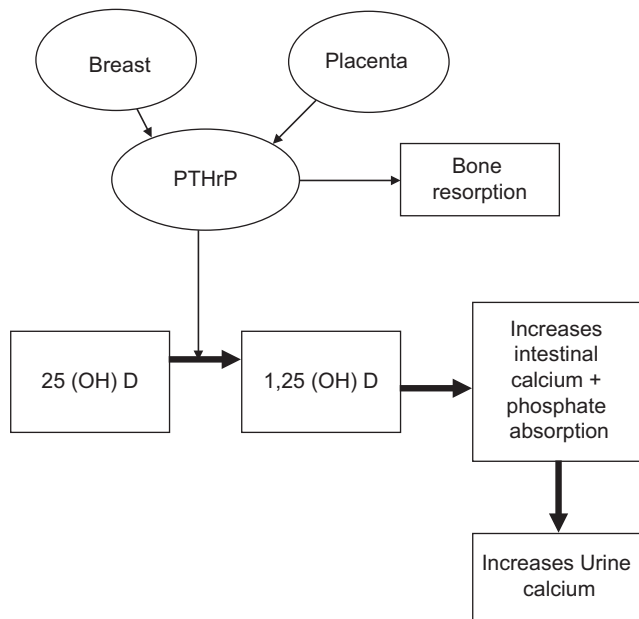 Breast
Placenta
PTHrP
Bone
resorption
25 (OH) D
1,25 (OH) D
Increases
intestinal
calcium +
phosphate
absorption
Increases Urine
calcium